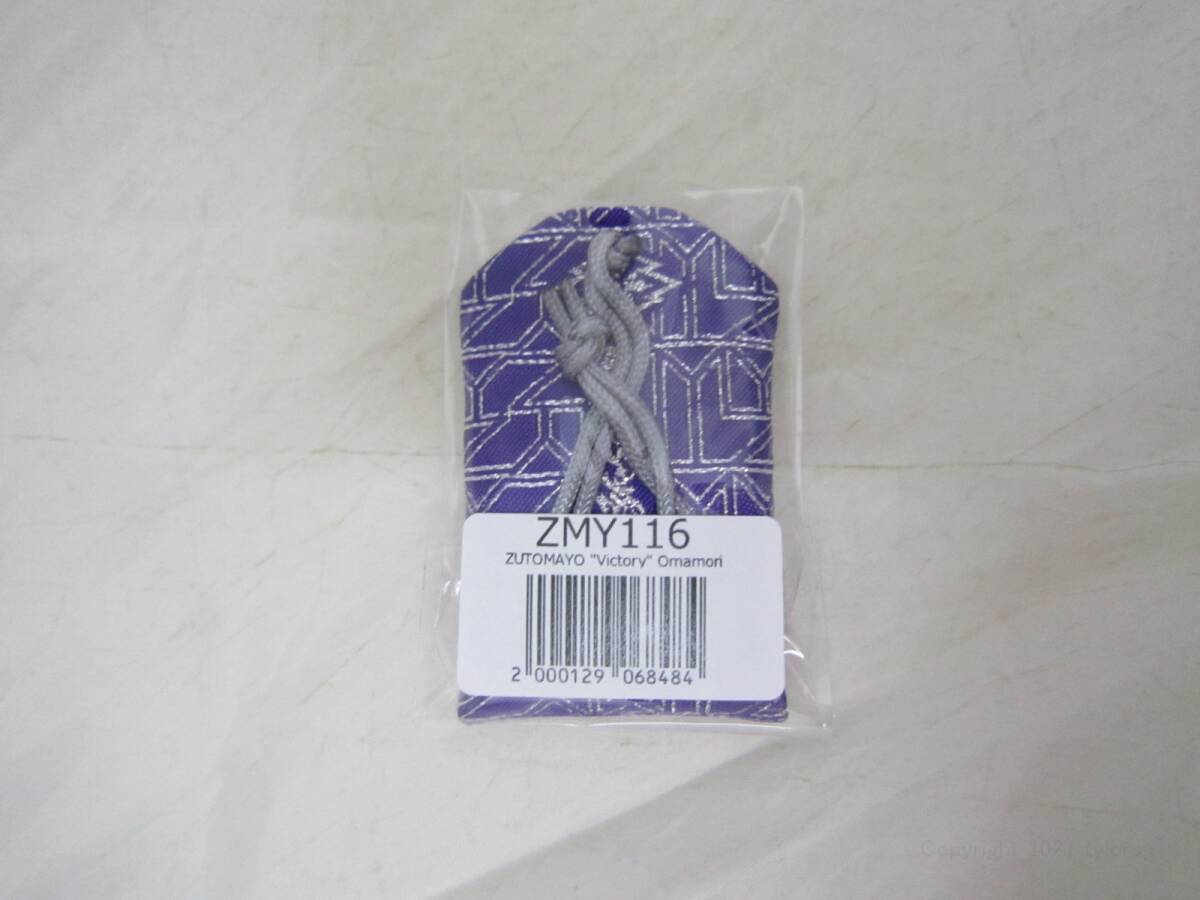 ZMY116
ZUTOMAYO "Victory" Omamori
2 000129 068484